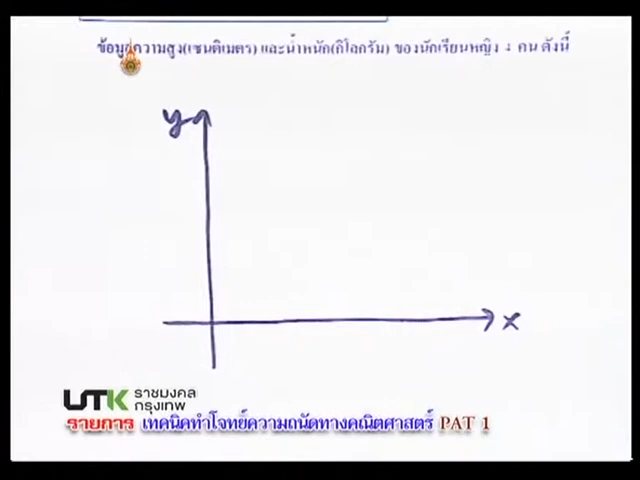 ข้อมูลความสูง(เซนติเมตร) และน้ำหนัก(กิโลกรัม) ของนักเรียนหญิง 4 คน ดังนี้
y
x
UTK ราชมงคล
กรุงเทพ
รายการ เทคนิคทำโจทย์ความถนัดทางคณิตศาสตร์ PAT 1